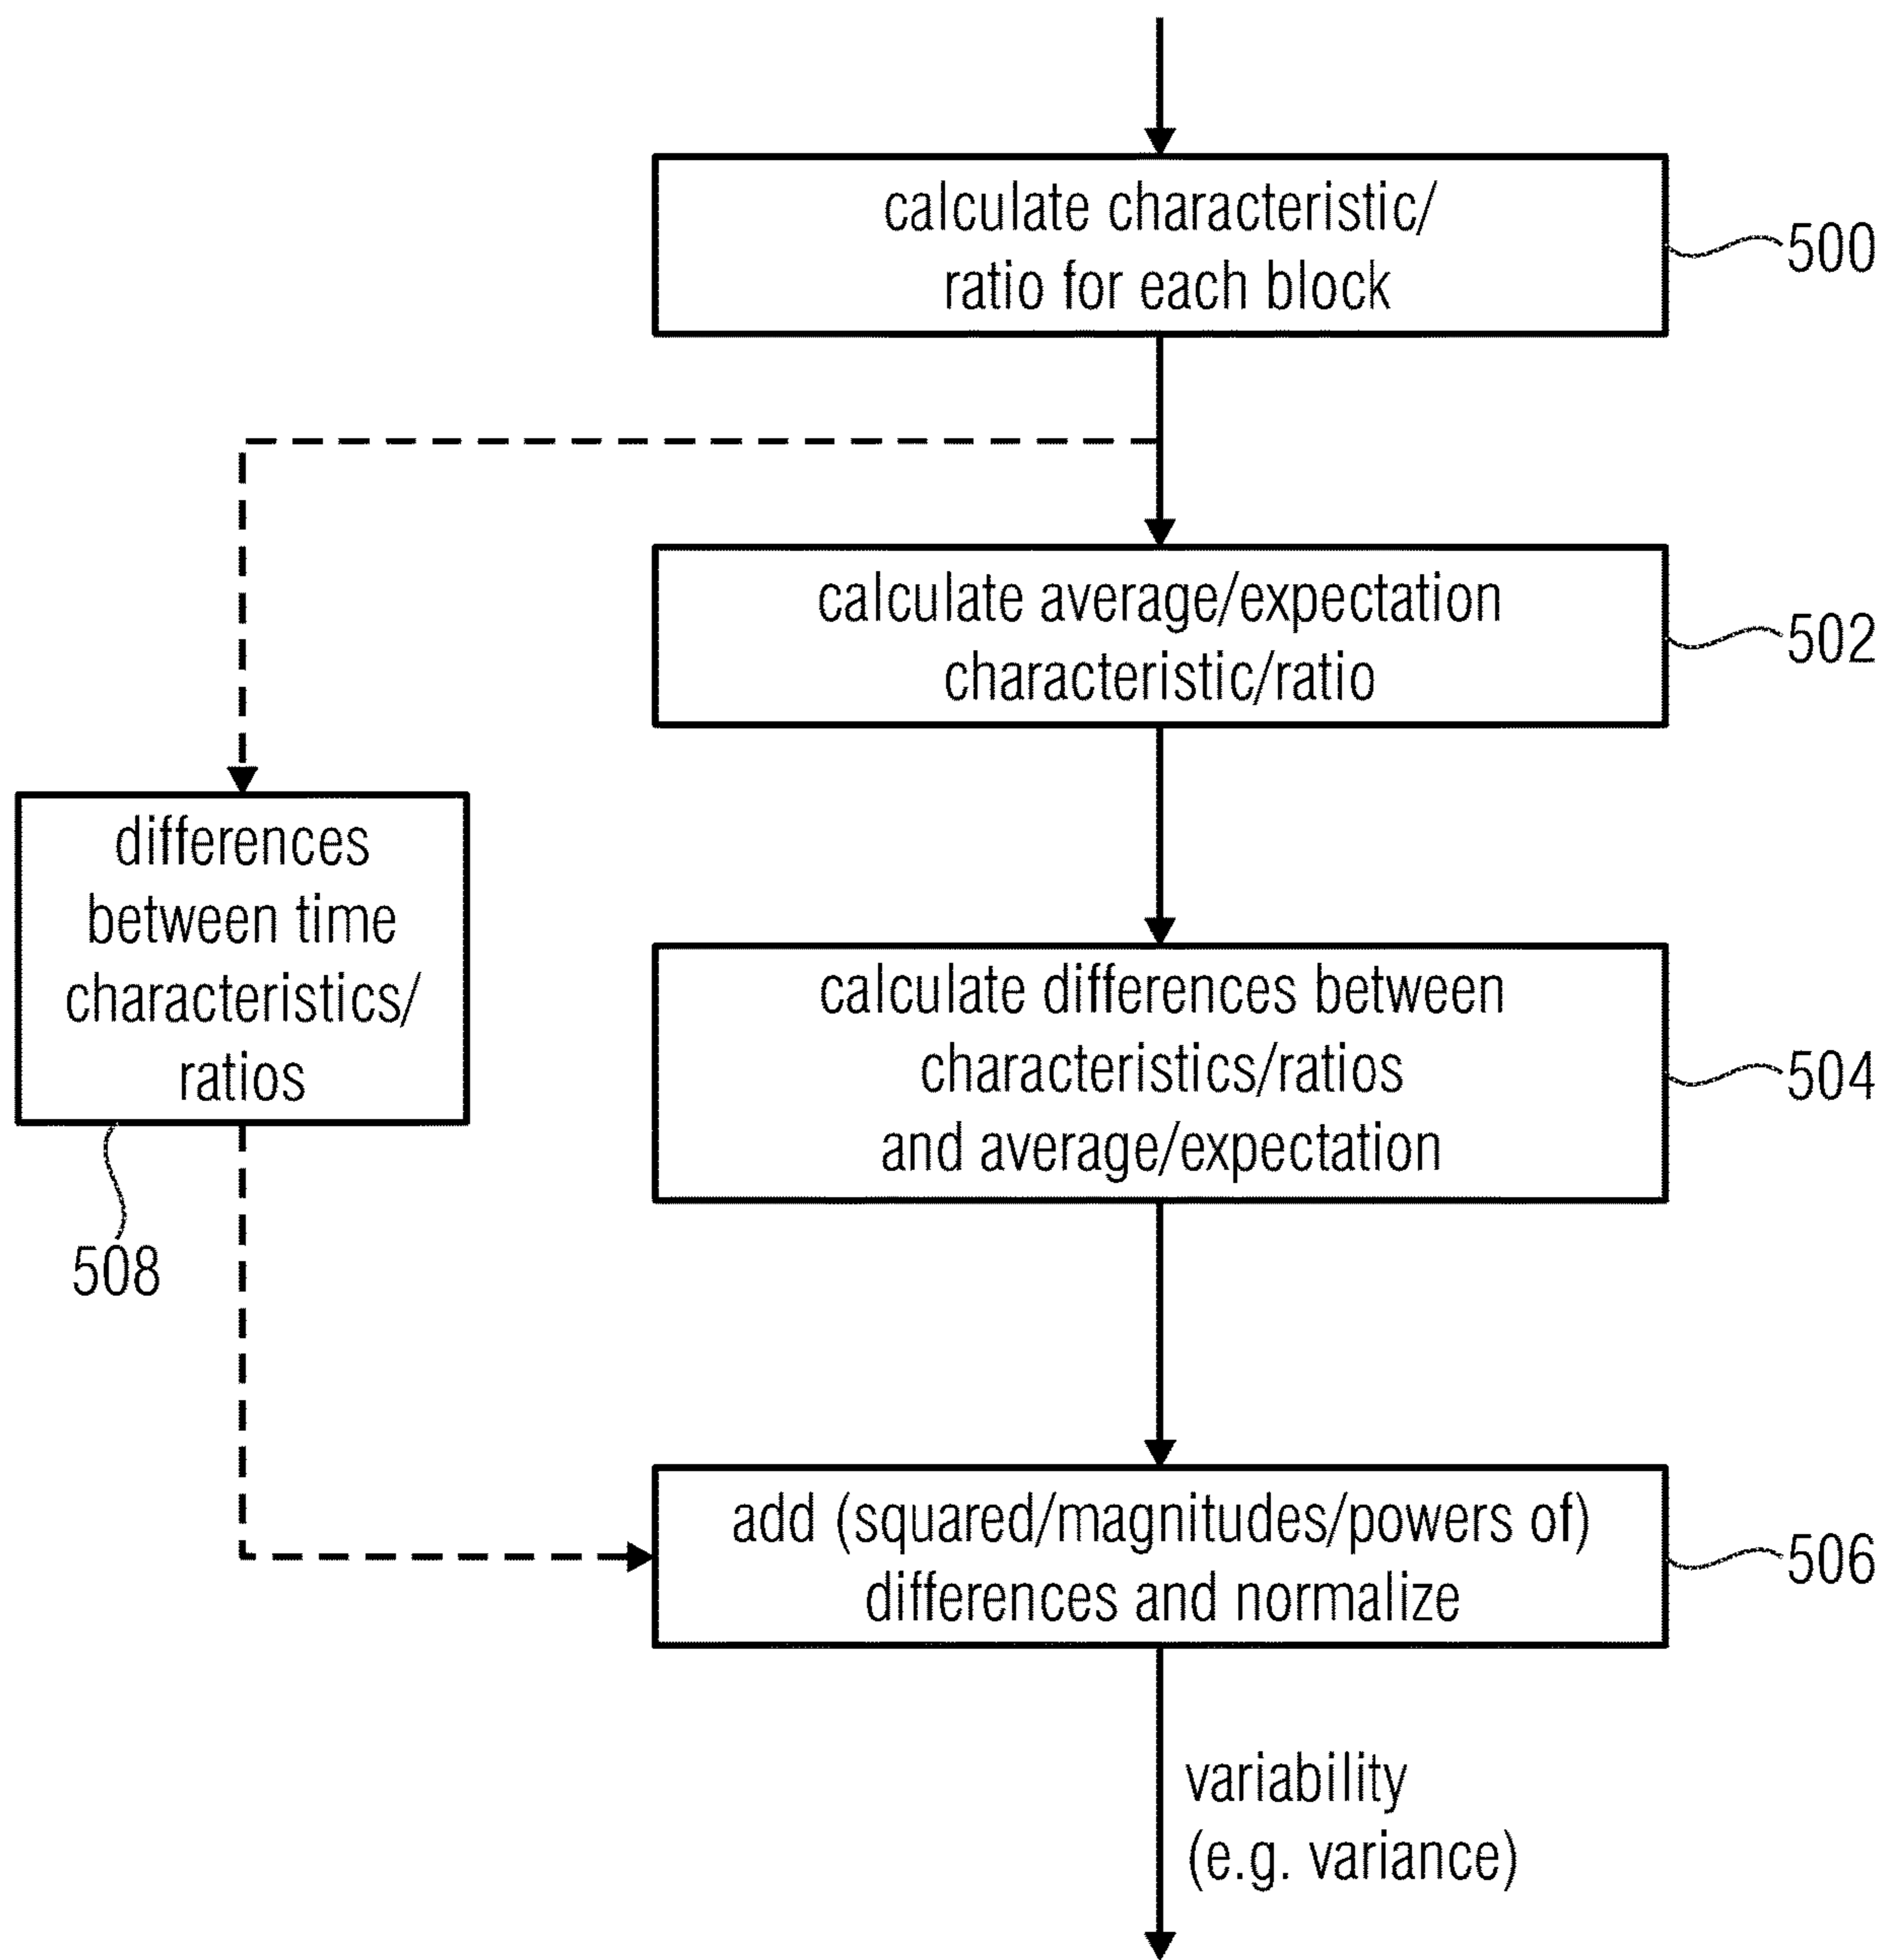 calculate characteristic/
ratio for each block
500
calculate average/expectation
characteristic/ratio
502
differences
between time
characteristics/
ratios
508
calculate differences between
characteristics/ratios
and average/expectation
504
add (squared/magnitudes/powers of)
differences and normalize
506
variability
(e.g. variance)